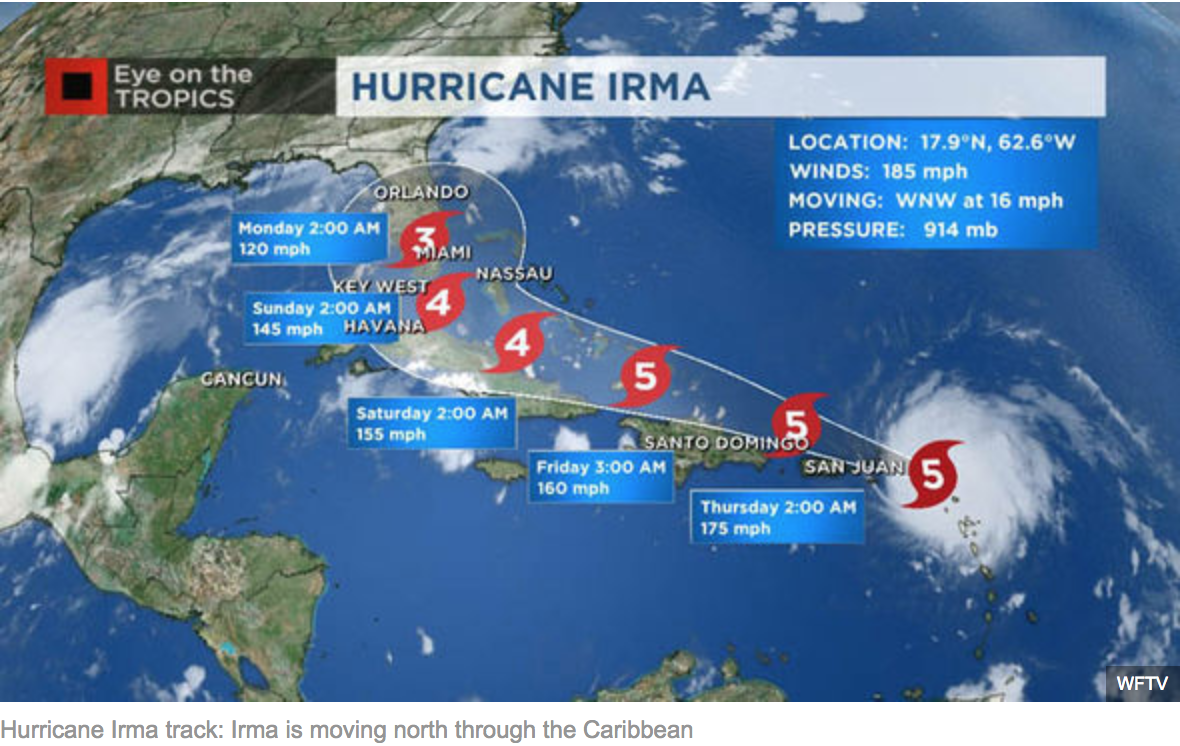 Eye on the
TROPICS
HURRICANE IRMA
LOCATION: 17.9°N, 62.6°W
WINDS: 185 mph
MOVING: WNW at 16 mph
PRESSURE: 914 mb
ORLANDO
Monday 2:00 AM
120 mph
3
MIAMI
NASSAU
KEY WEST
4
Sunday 2:00 AM
145 mph
HAVANA
4
CANCUN
5
Saturday 2:00 AM
155 mph
5
SANTO DOMINGO
Friday 3:00 AM
160 mph
SAN JUAN
5
Thursday 2:00 AM
175 mph
WFTV
Hurricane Irma track: Irma is moving north through the Caribbean